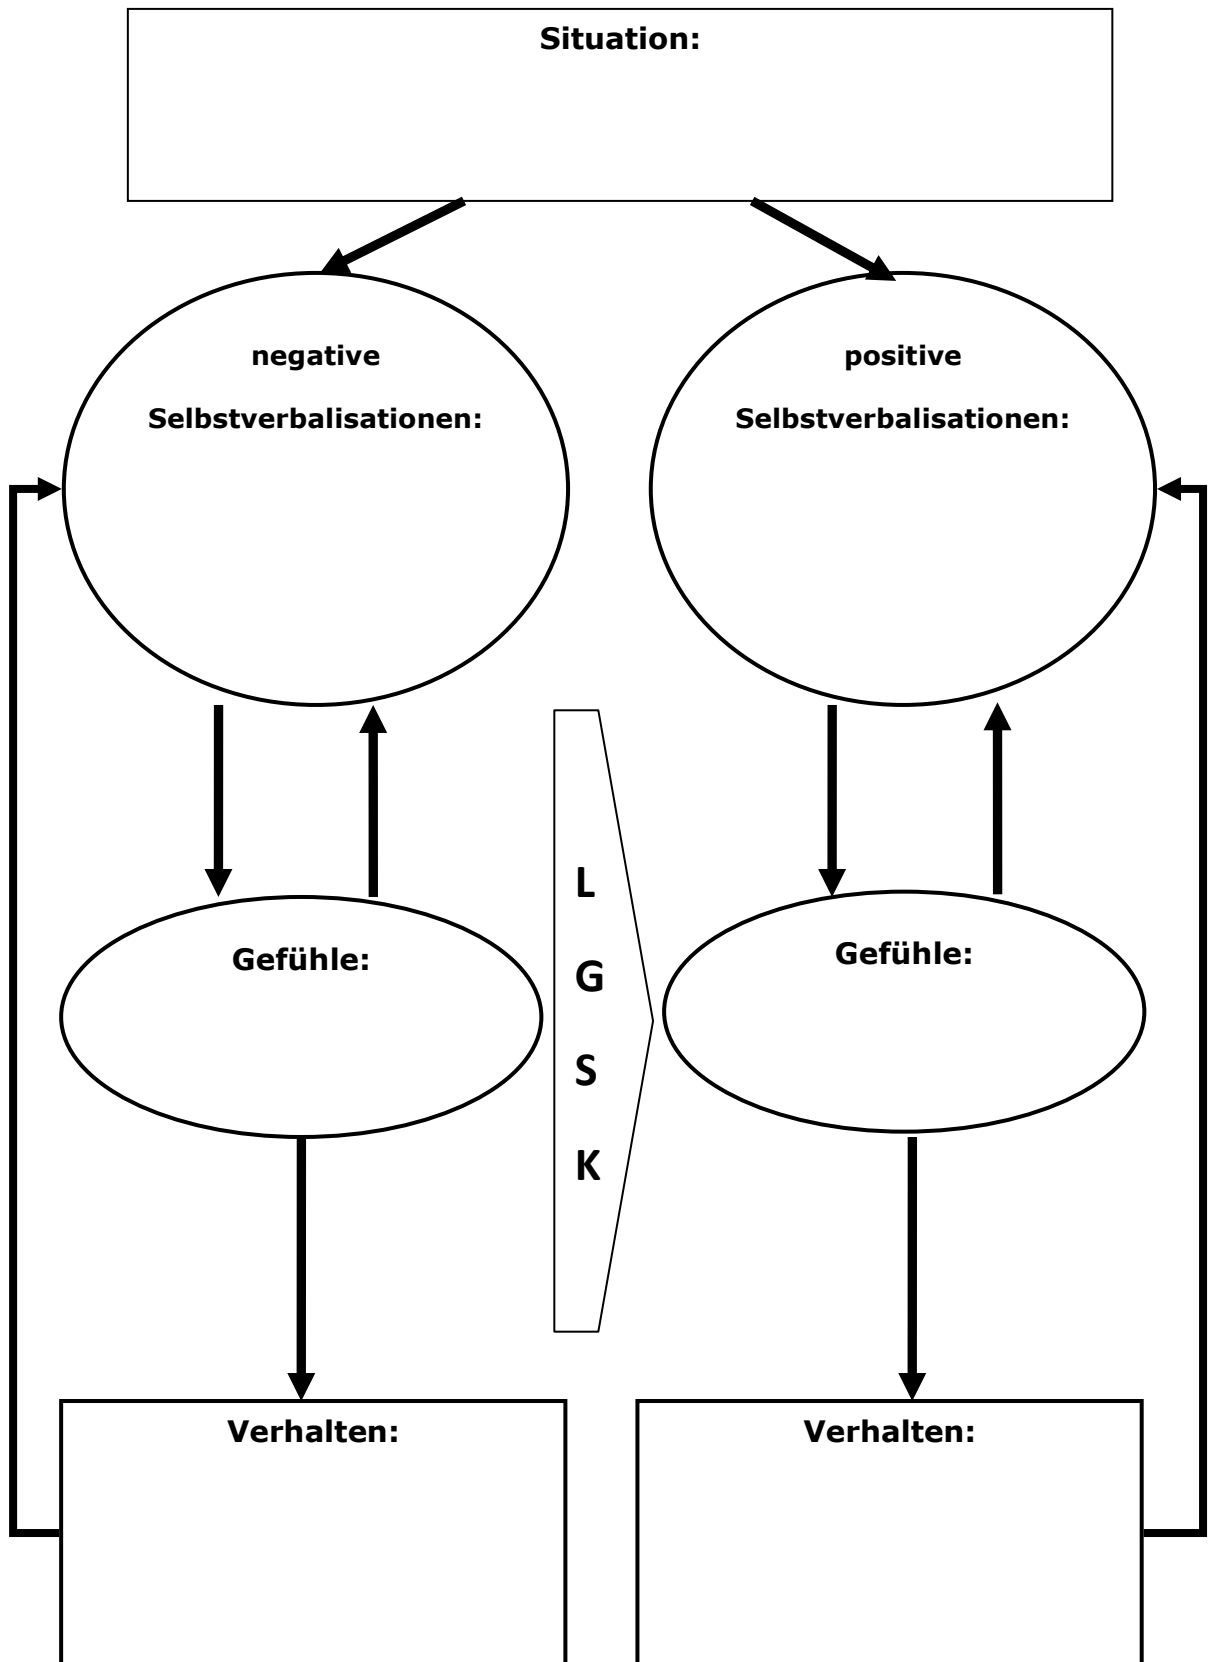 Situation:
negative
Selbstverbalisationen:
positive
Selbstverbalisationen:
L
G
S
K
Gefühle:
Gefühle:
Verhalten:
Verhalten: